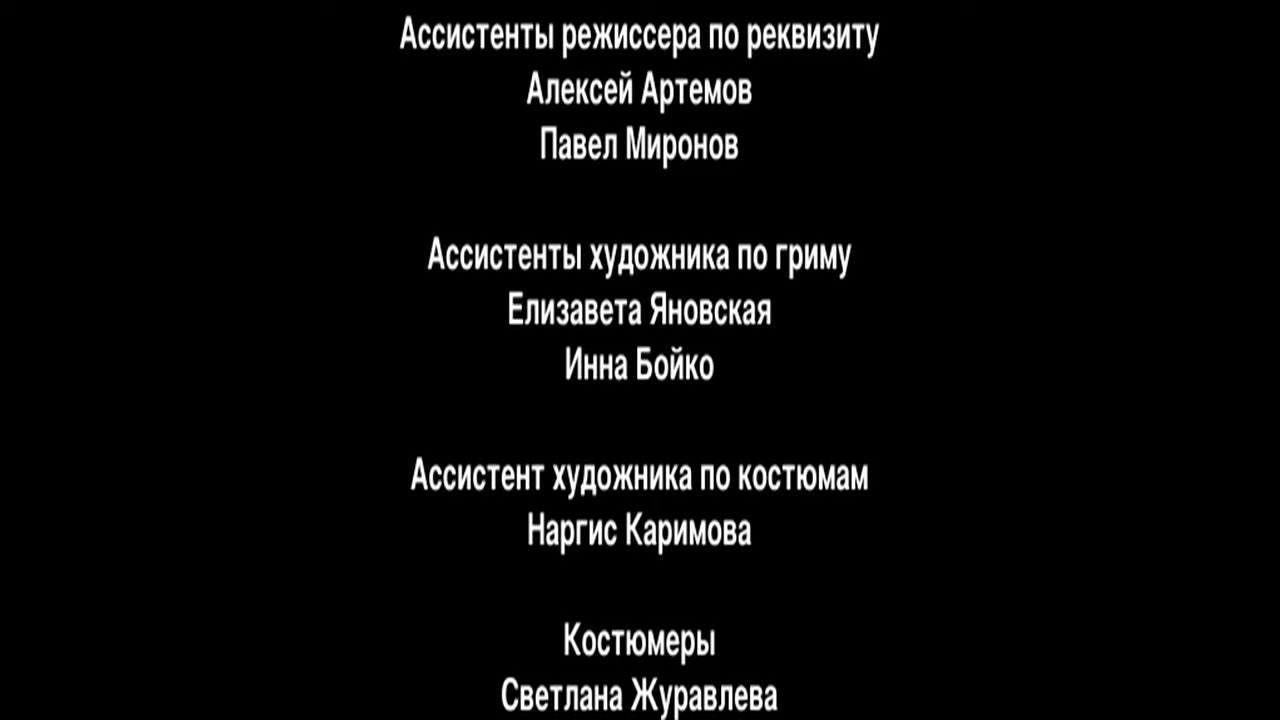 Ассистенты режиссера по реквизиту
Алексей Артемов
Павел Миронов
Ассистенты художника по гриму
Елизавета Яновская
Инна Бойко
Ассистент художника по костюмам
Наргис Каримова
Костюмеры
Светлана Журавлева